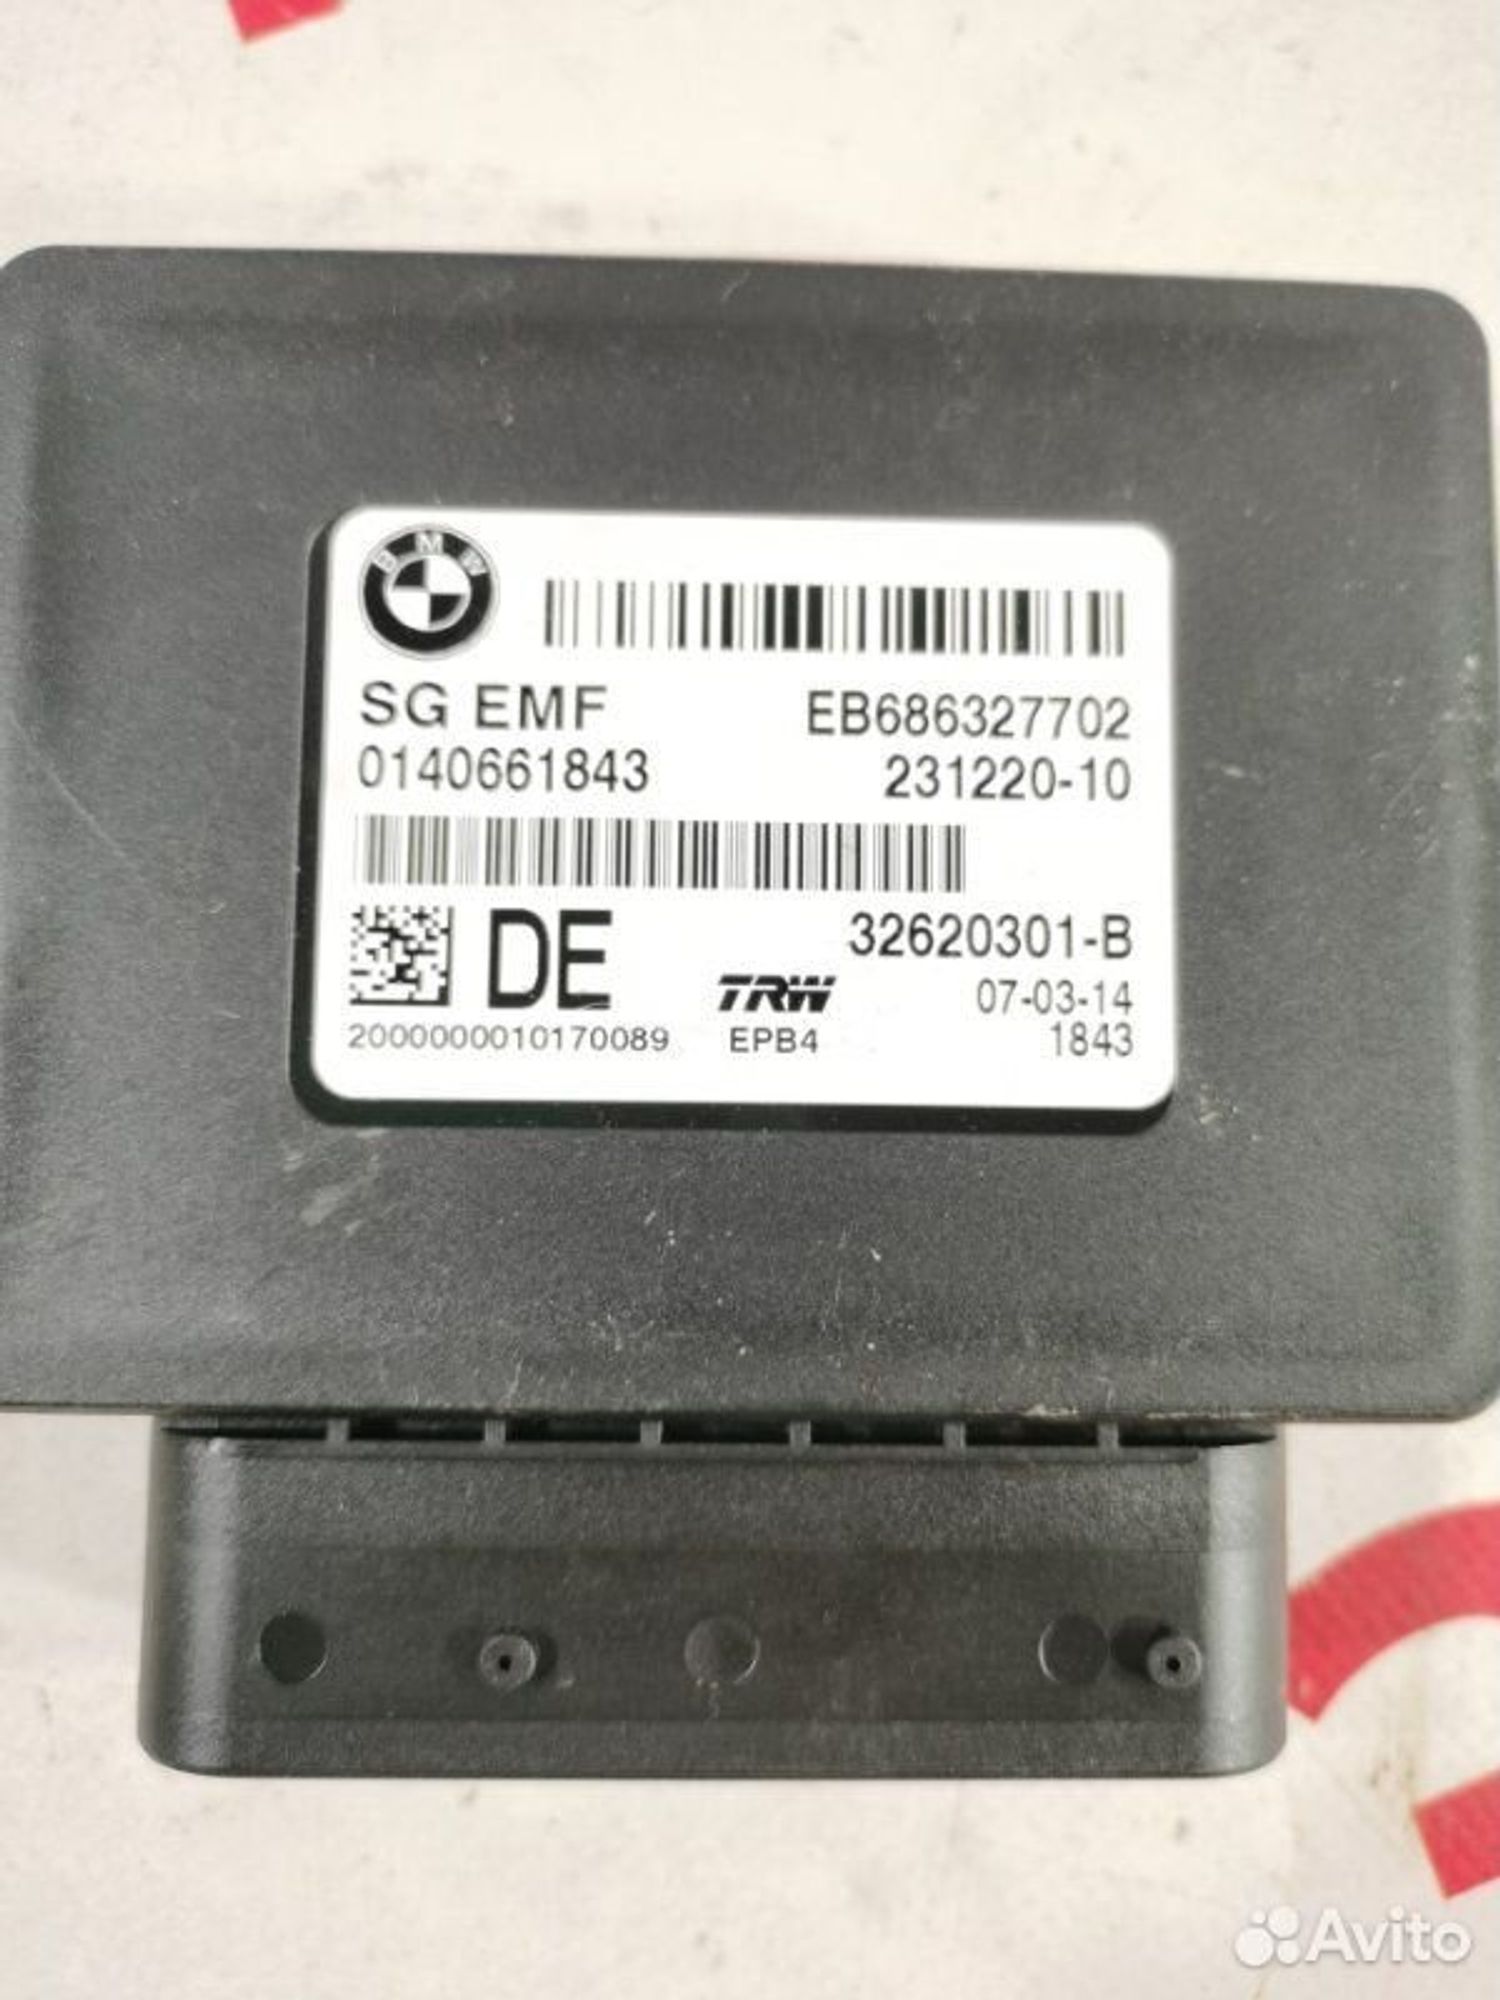 BMW
SG EMF EB686327702
0140661843 231220-10
DE 32620301-B
TRW 07-03-14
2000000010170089 EPB4 1843
Avito